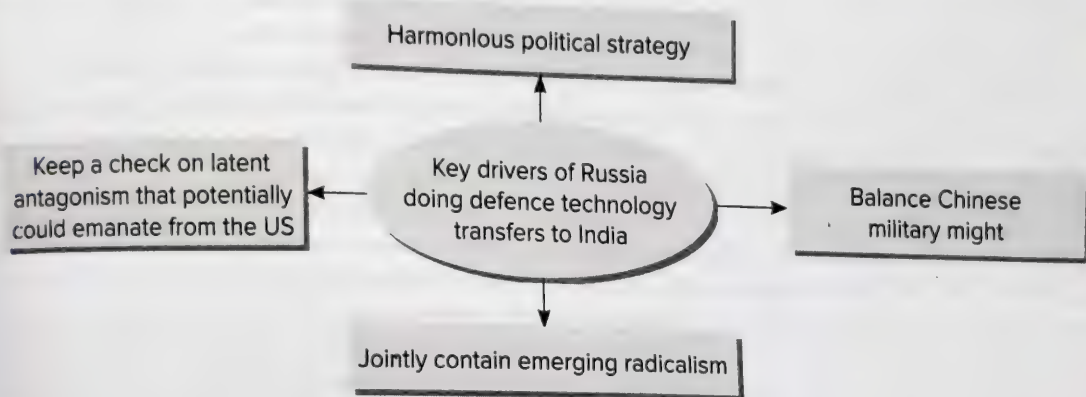 Harmonlous political strategy
Keep a check on latent
antagonism that potentially
could emanate from the US
Key drivers of Russia
doing defence technology
transfers to India
Balance Chinese
military might
Jointly contain emerging radicalism